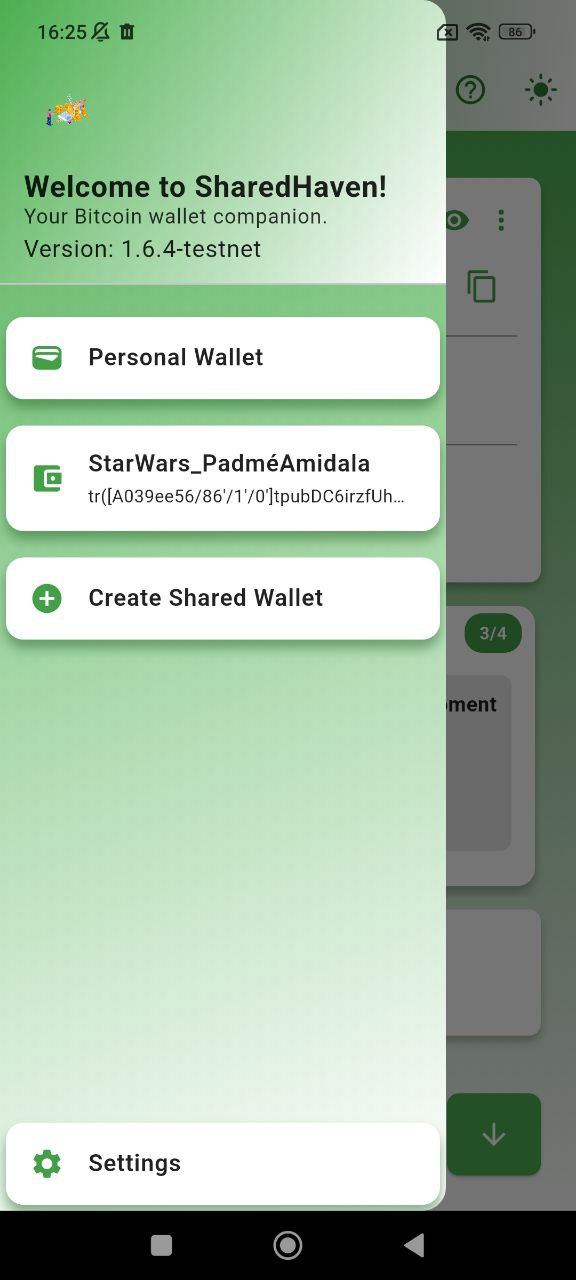 16:25
86
Welcome to SharedHaven!
Your Bitcoin wallet companion.
Version: 1.6.4-testnet
Personal Wallet
StarWars_PadméAmidala
tr([A039ee56/86'/1'/0']tpubDC6irzfUh...
Create Shared Wallet
3/4
Settings